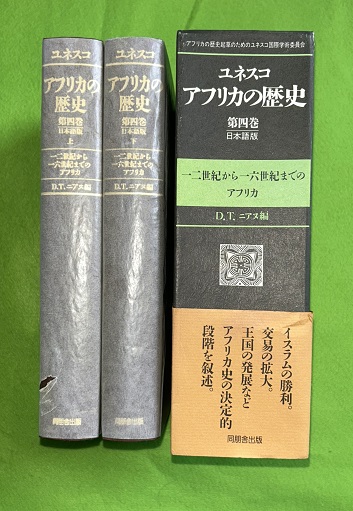 ユネスコ
アフリカの
歴史
第四巻
日本語版
上
一二世紀から
一六世紀までの
アフリカ
D.T.ニアヌ編
同朋舎出版
ユネスコ
アフリカの
歴史
第四巻
日本語版
下
一二世紀から
一六世紀までの
アフリカ
D.T.ニアヌ編
同朋舎出版
アフリカの歴史起草のためのユネスコ国際学術委員会
ユネスコ
アフリカの歴史
第四巻
日本語版
一二世紀から一六世紀までの
アフリカ
D.T.ニアヌ編
イスラムの勝利。
交易の拡大。
王国の発展など
アフリカ史の決定的
段階を叙述。
同朋舎出版